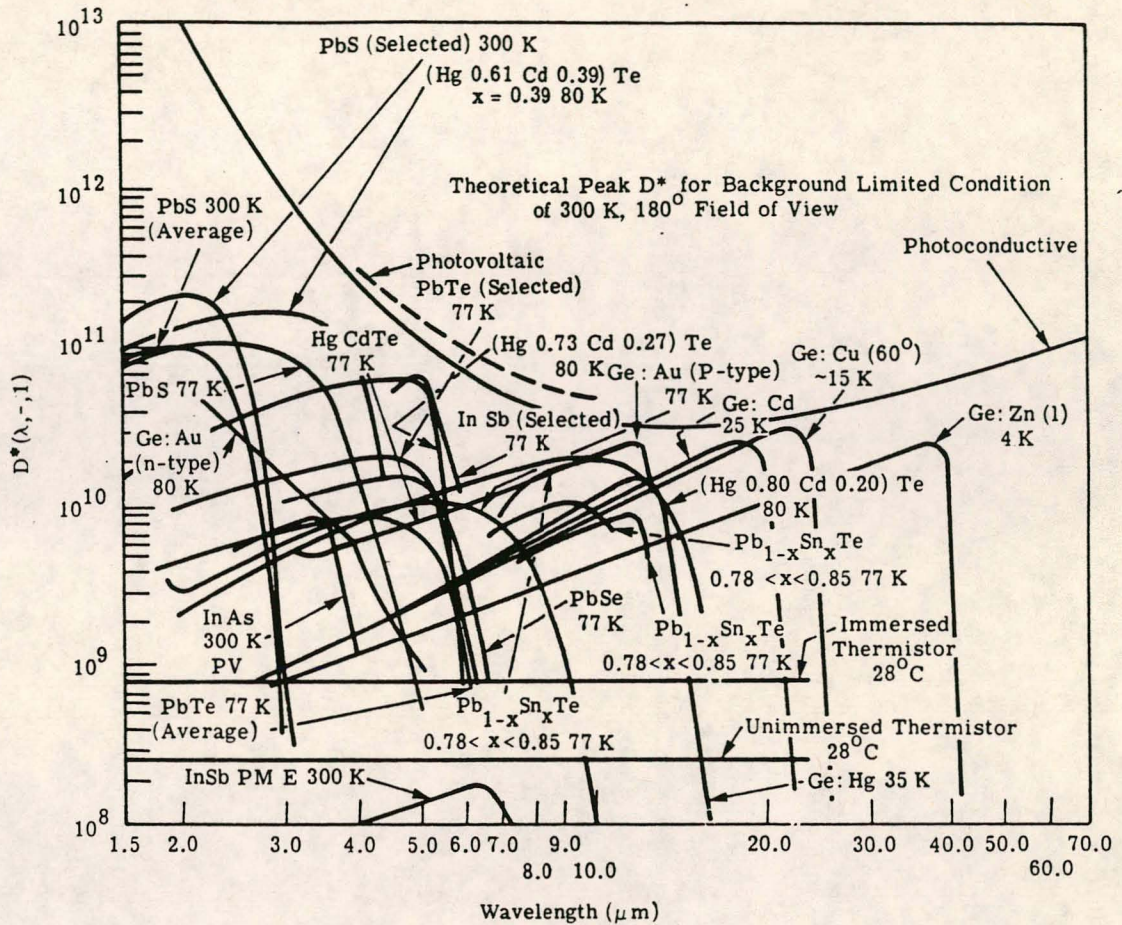 10^13
PbS (Selected) 300 K
(Hg 0.61 Cd 0.39) Te
x = 0.39 80 K
10^12
Theoretical Peak D* for Background Limited Condition
of 300 K, 180° Field of View
PbS 300 K
(Average)
Photoconductive
Photovoltaic
PbTe (Selected)
77 K
10^11
Hg CdTe
77 K
(Hg 0.73 Cd 0.27) Te
80 K
Ge: Cu (60°)
~15 K
Ge: Au (P-type)
77 K
PbS 77 K
Ge: Cd
25 K
Ge: Zn (1)
4 K
In Sb (Selected)
77 K
Ge: Au
(n-type)
80 K
D*(λ,-,1)
10^10
(Hg 0.80 Cd 0.20) Te
80 K
Pb1-xSnxTe
0.78 <x<0.85 77 K
InAs
300 K
PV
PbSe
77 K
Pb1-xSnxTe
0.78<x<0.85 77 K
Immersed
Thermistor
28°C
10^9
PbTe 77 K
(Average)
Pb1-xSnxTe
0.78< x<0.85 77 K
Unimmersed Thermistor
28°C
InSb PM E 300 K
Ge: Hg 35 K
10^8
1.5 2.0 3.0 4.0 5.0 6.0 7.0 9.0 20.0 30.0 40.0 50.0 70.0
8.0 10.0 60.0
Wavelength (μm)